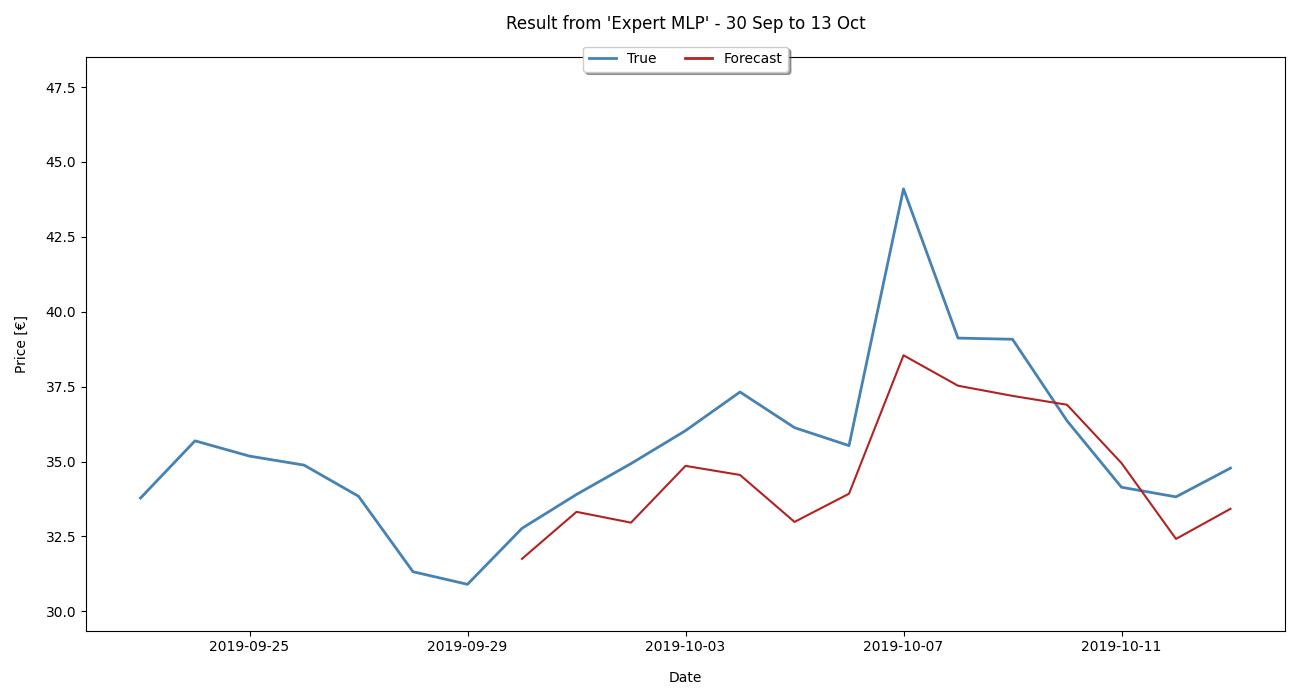 Result from 'Expert MLP' - 30 Sep to 13 Oct
True Forecast
47.5
45.0
42.5
40.0
37.5
35.0
32.5
30.0
Price [€]
2019-09-25 2019-09-29 2019-10-03 2019-10-07 2019-10-11
Date